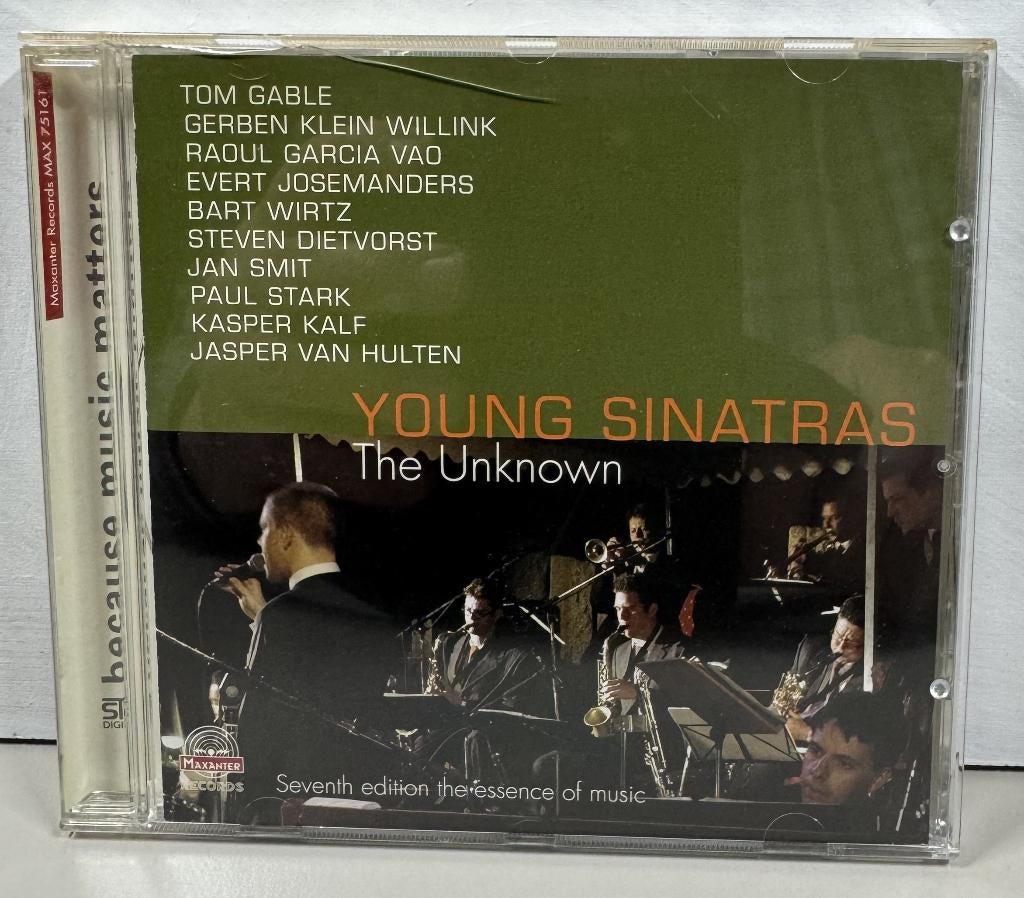 TOM GABLE
GERBEN KLEIN WILLINK
RAOUL GARCIA VAO
EVERT JOSEMANDERS
BART WIRTZ
STEVEN DIETVORST
JAN SMIT
PAUL STARK
KASPER KALF
JASPER VAN HULTEN
YOUNG SINATRAS
The Unknown
MAXANTER
RECORDS
Seventh edition the essence of music
Maxanter Records MAX 75161
because music matters
DIGI